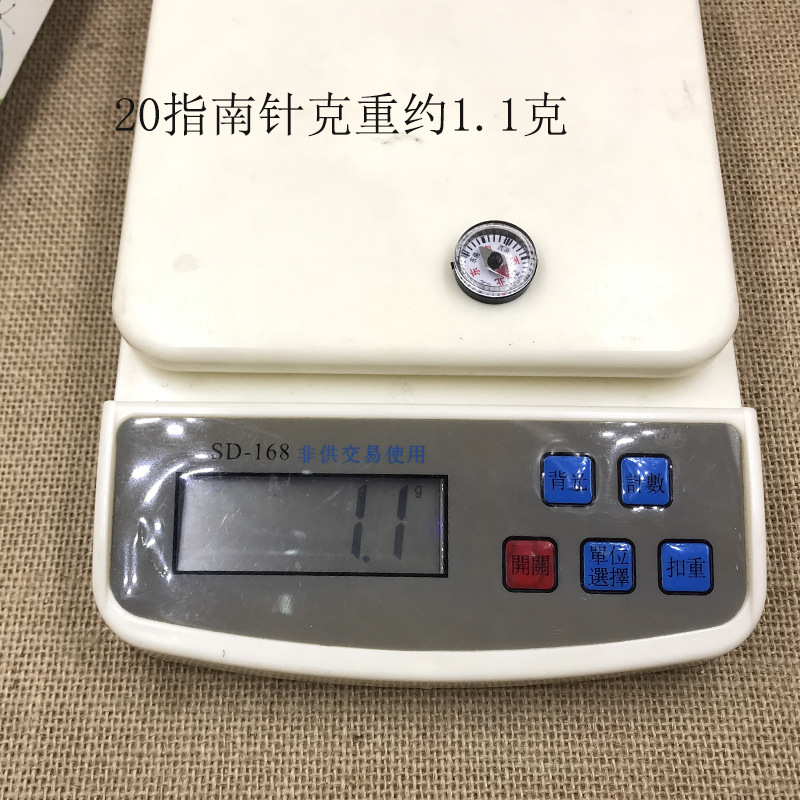 20指南针克重约1.1克
SD-168 非供交易使用
1.1 g
背光 計數
開關 單位選擇 扣重